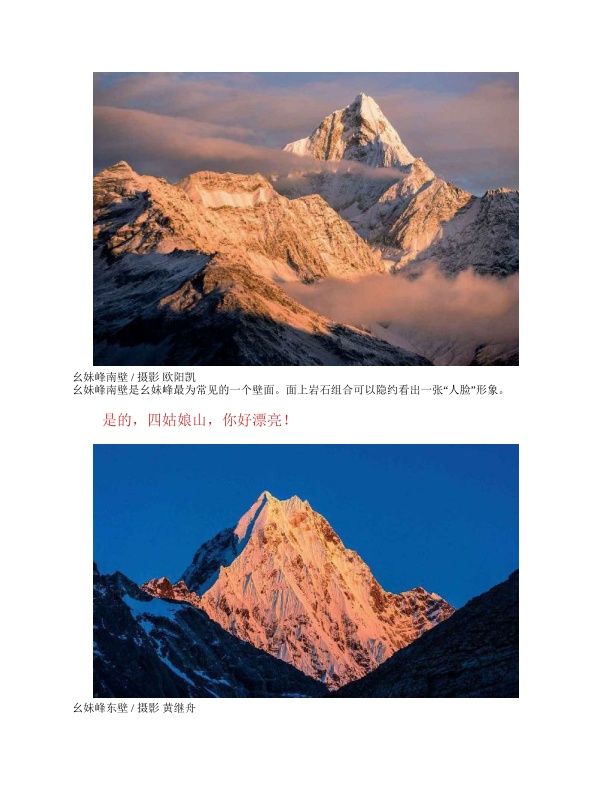 幺妹峰南壁 / 摄影 欧阳凯
幺妹峰南壁是幺妹峰最为常见的一个壁面。面上岩石组合可以隐约看出一张“人脸”形象。
是的，四姑娘山，你好漂亮！
幺妹峰东壁 / 摄影 黄继舟